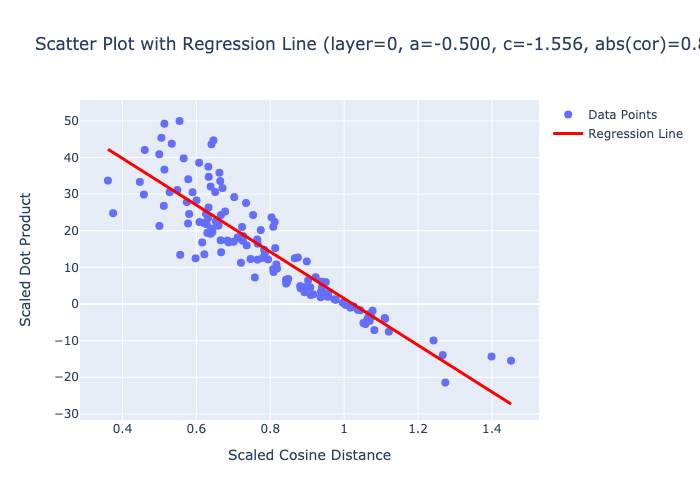 Scatter Plot with Regression Line (layer=0, a=-0.500, c=-1.556, abs(cor)=0.8
Data Points
Regression Line
Scaled Dot Product
50
40
30
20
10
0
−10
−20
−30
0.4 0.6 0.8 1 1.2 1.4
Scaled Cosine Distance